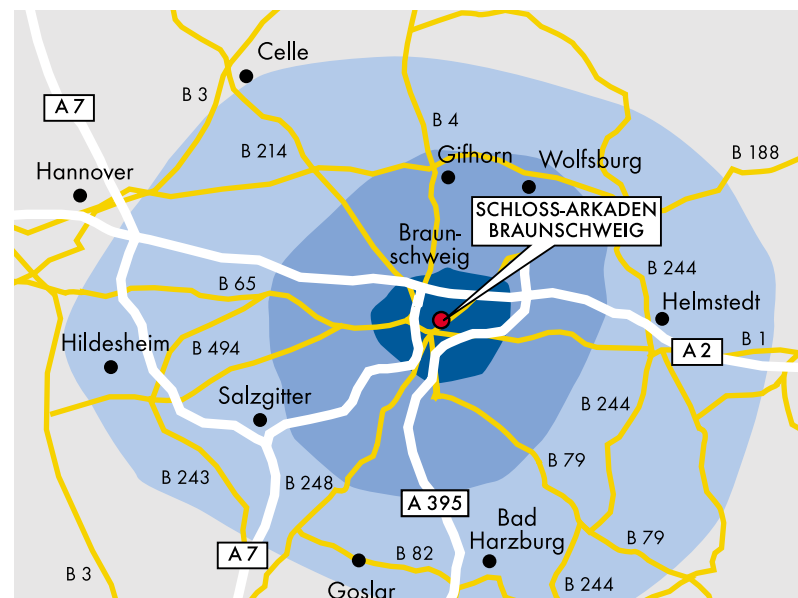 Celle
B 3
A 7
B 4
B 214
Gifhorn
Wolfsburg
B 188
Hannover
SCHLOSS-ARKADEN
BRAUNSCHWEIG
Braun-
schweig
B 244
B 65
Helmstedt
Hildesheim
B 494
B 1
A 2
Salzgitter
B 244
B 79
B 243
B 248
A 395
Bad
Harzburg
B 79
A 7
B 82
B 3
B 244
Goslar